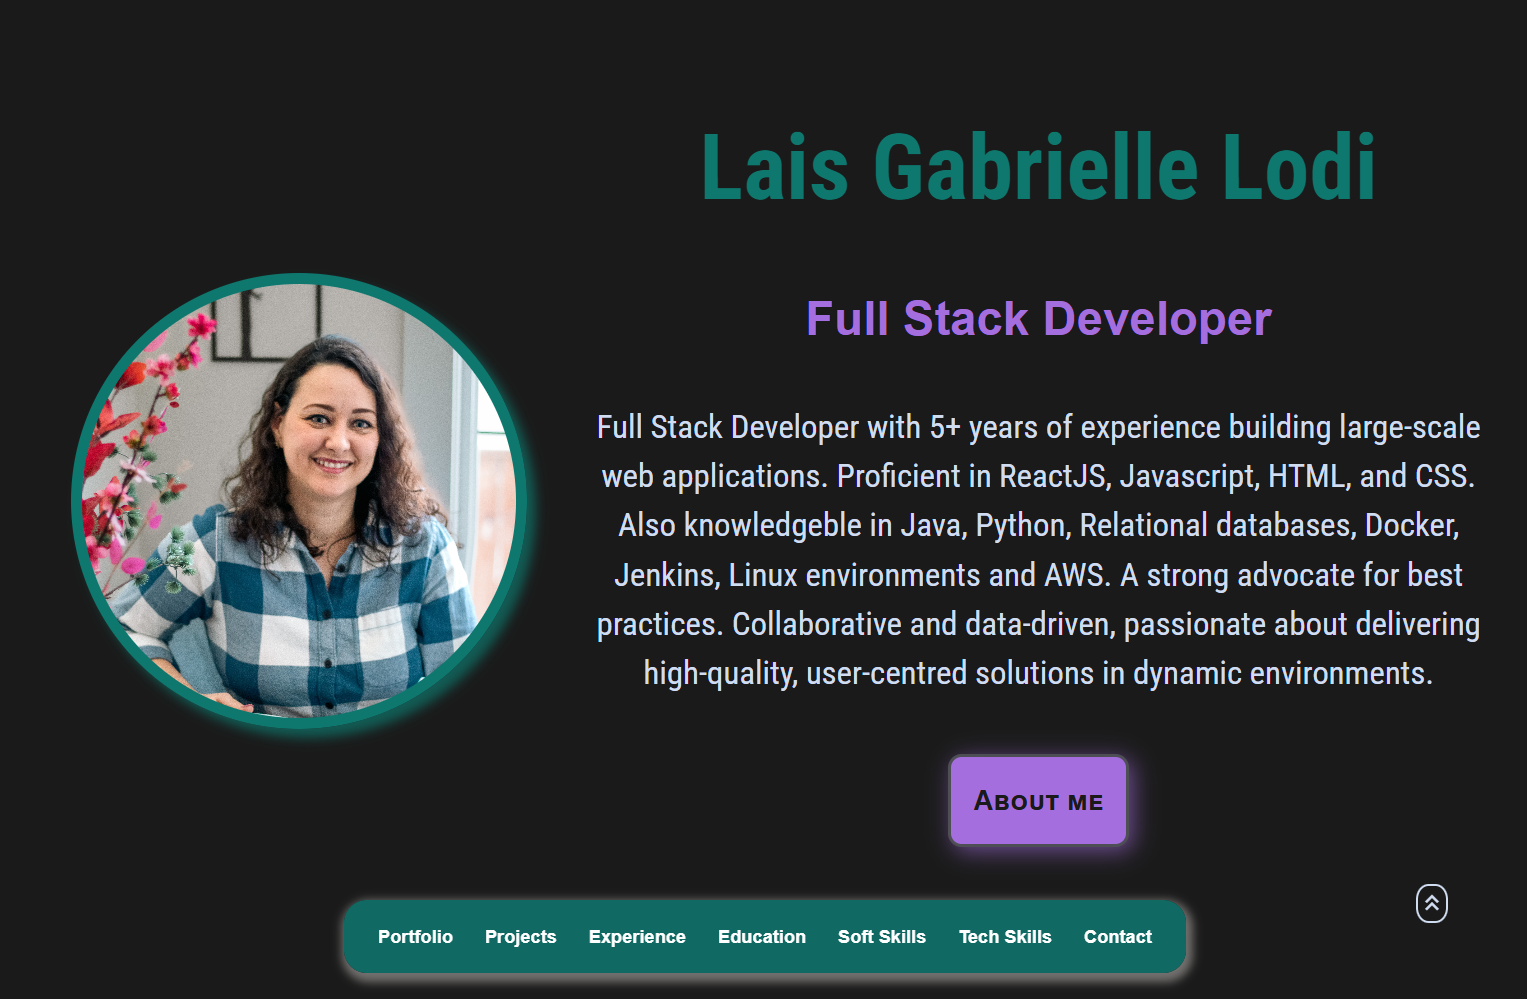 Lais Gabrielle Lodi
Full Stack Developer
Full Stack Developer with 5+ years of experience building large-scale
web applications. Proficient in ReactJS, Javascript, HTML, and CSS.
Also knowledgeble in Java, Python, Relational databases, Docker,
Jenkins, Linux environments and AWS. A strong advocate for best
practices. Collaborative and data-driven, passionate about delivering
high-quality, user-centred solutions in dynamic environments.
About me
Portfolio Projects Experience Education Soft Skills Tech Skills Contact